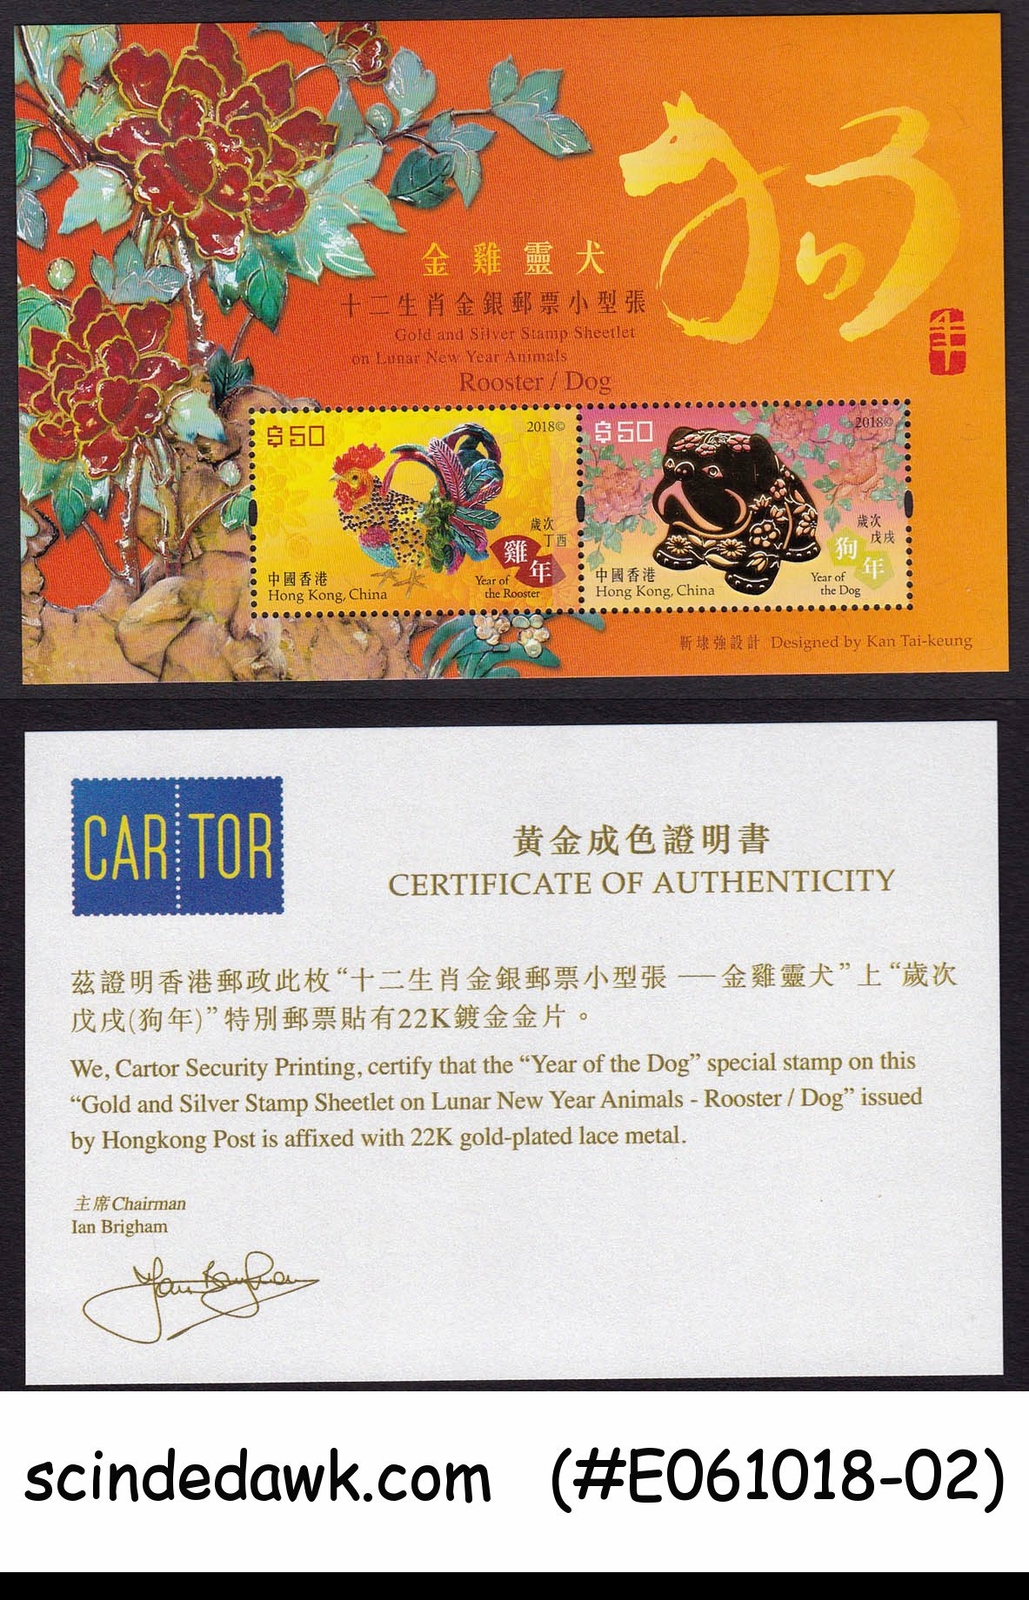 狗
年
金雞靈犬
十二生肖金銀郵票小型張
Gold and Silver Stamp Sheetlet
on Lunar New Year Animals
Rooster / Dog
$50
2018©
歲次
丁酉
雞年
中國香港
Hong Kong, China
Year of
the Rooster
$50
2018©
歲次
戊戌
狗年
中國香港
Hong Kong, China
Year of
the Dog
靳埭強設計 Designed by Kan Tai-keung
CARTOR
黃金成色證明書
CERTIFICATE OF AUTHENTICITY
茲證明香港郵政此枚“十二生肖金銀郵票小型張 ── 金雞靈犬”上“歲次
戊戌(狗年)”特別郵票貼有22K鍍金金片。
We, Cartor Security Printing, certify that the “Year of the Dog” special stamp on this
“Gold and Silver Stamp Sheetlet on Lunar New Year Animals - Rooster / Dog” issued
by Hongkong Post is affixed with 22K gold-plated lace metal.
主席 Chairman
Ian Brigham
Ian Brigham
scindedawk.com (#E061018-02)